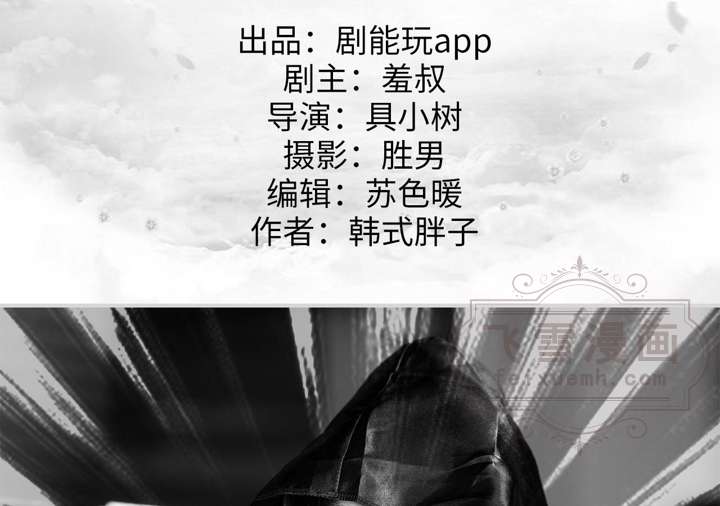 出品：剧能玩app
剧主：羞叔
导演：具小树
摄影：胜男
编辑：苏色暖
作者：韩式胖子
飞雪漫画
feixuemh.com